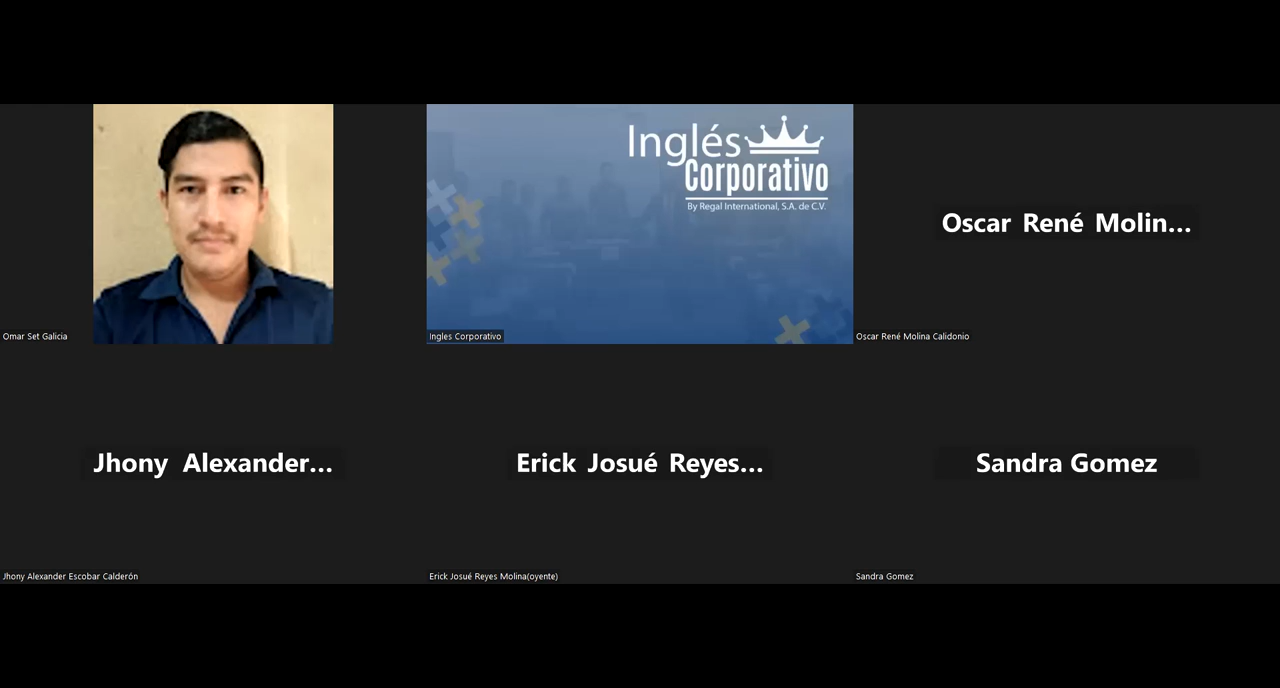 Inglés
Corporativo
By Regal International, S.A. de C.V.
Oscar René Molin...
Omar Set Galicia
Ingles Corporativo
Oscar René Molina Calidonio
Jhony Alexander...
Erick Josué Reyes...
Sandra Gomez
Jhony Alexander Escobar Calderón
Erick Josué Reyes Molina(oyente)
Sandra Gomez